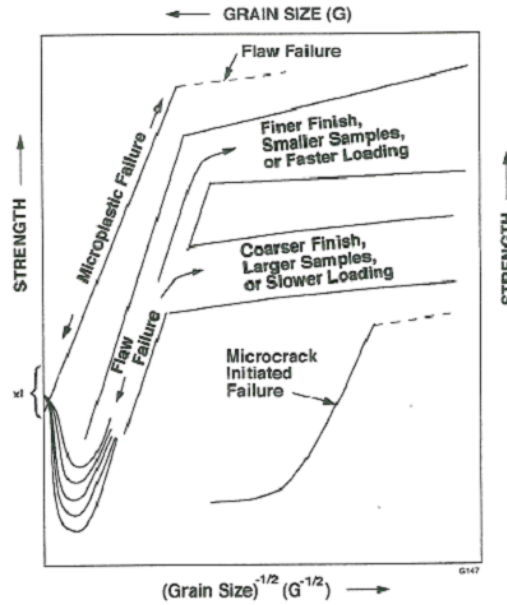 ← GRAIN SIZE (G)
Flaw Failure
Finer Finish,
Smaller Samples,
or Faster Loading
Microplastic Failure
STRENGTH →
STRENGTH →
Coarser Finish,
Larger Samples,
or Slower Loading
Flaw
Failure
Microcrack
Initiated
Failure
G147
(Grain Size)^-1/2 (G^-1/2) →